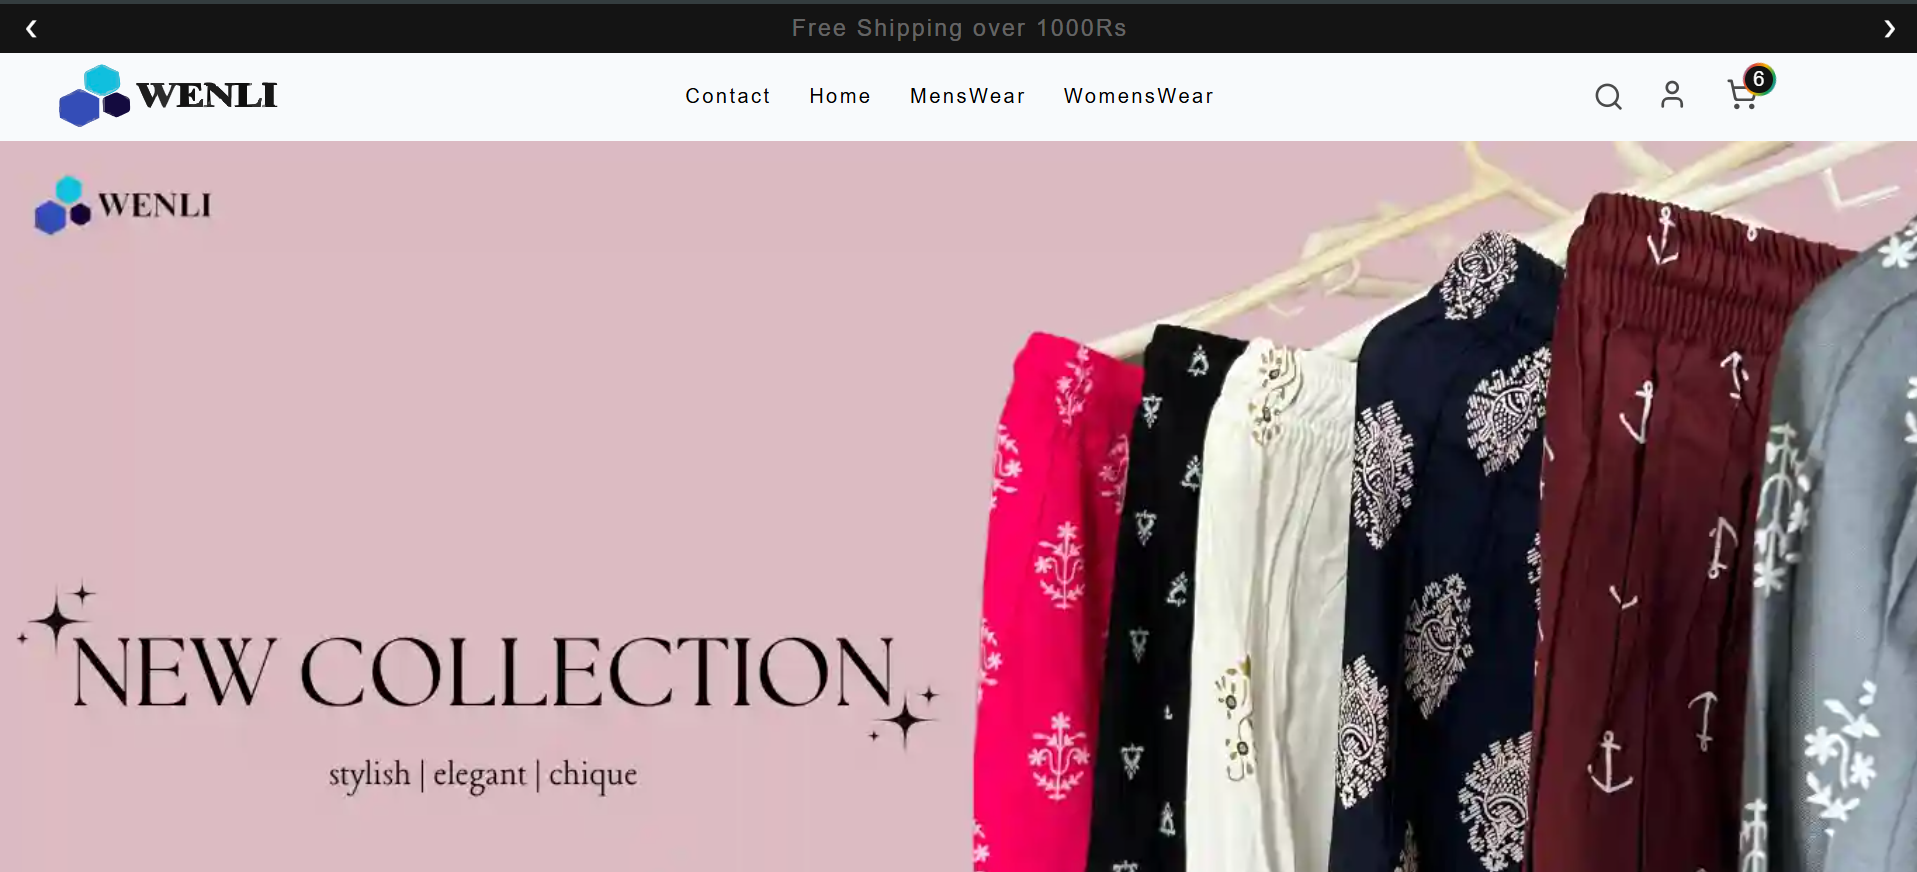 Free Shipping over 1000Rs
WENLI
Contact Home MensWear WomensWear
6
WENLI
NEW COLLECTION
stylish | elegant | chique